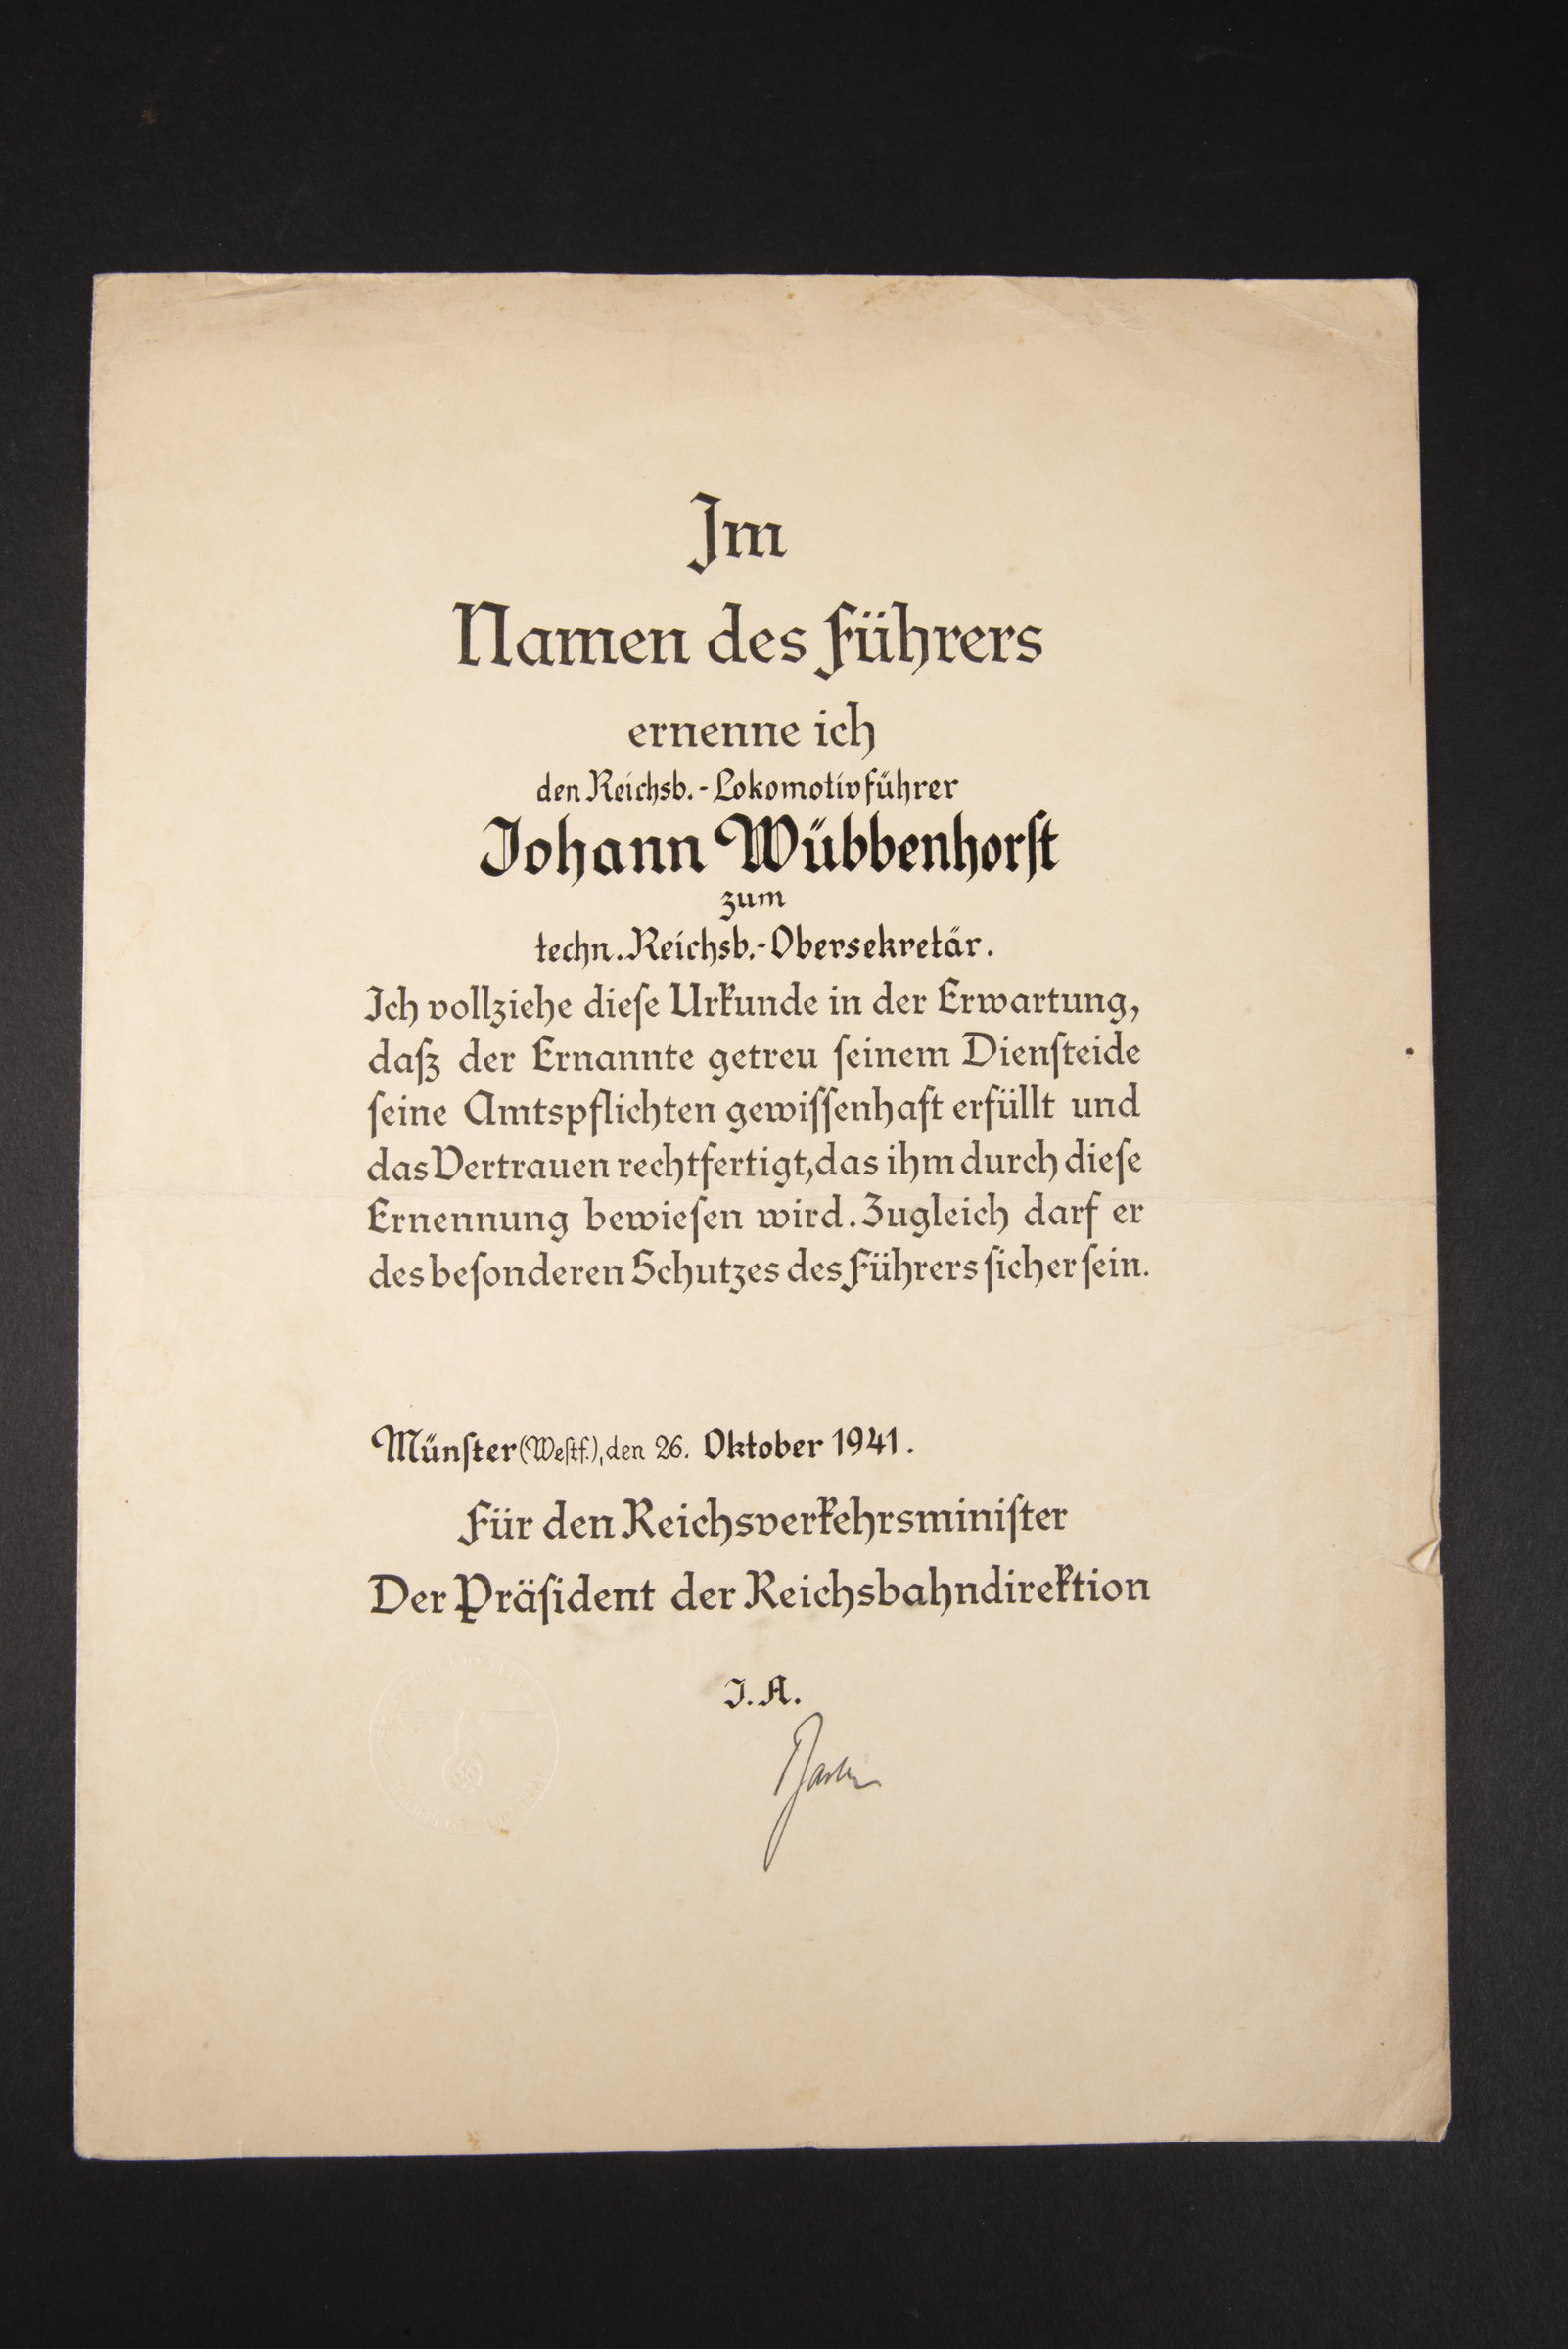 Im
Namen des Führers
ernenne ich
den Reichsb.-Lokomotivführer
Johann Wübbenhorſt
zum
techn. Reichsb.-Obersekretär.
Ich vollziehe dieſe Urkunde in der Erwartung,
daß der Ernannte getreu ſeinem Dienſteide
ſeine Amtspflichten gewiſſenhaft erfüllt und
das Vertrauen rechtfertigt, das ihm durch dieſe
Ernennung bewieſen wird. Zugleich darf er
des beſonderen Schutzes des Führers ſicher ſein.
Münſter (Weſtf.), den 26. Oktober 1941.
Für den Reichsverkehrsminiſter
Der Präſident der Reichsbahndirektion
I. A.